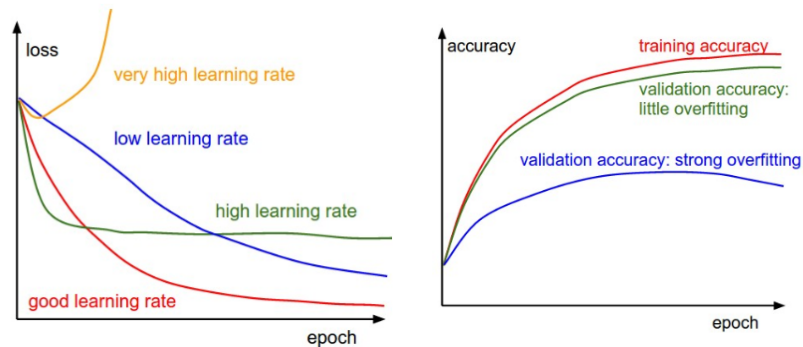 loss
very high learning rate
low learning rate
high learning rate
good learning rate
epoch
accuracy
training accuracy
validation accuracy:
little overfitting
validation accuracy: strong overfitting
epoch